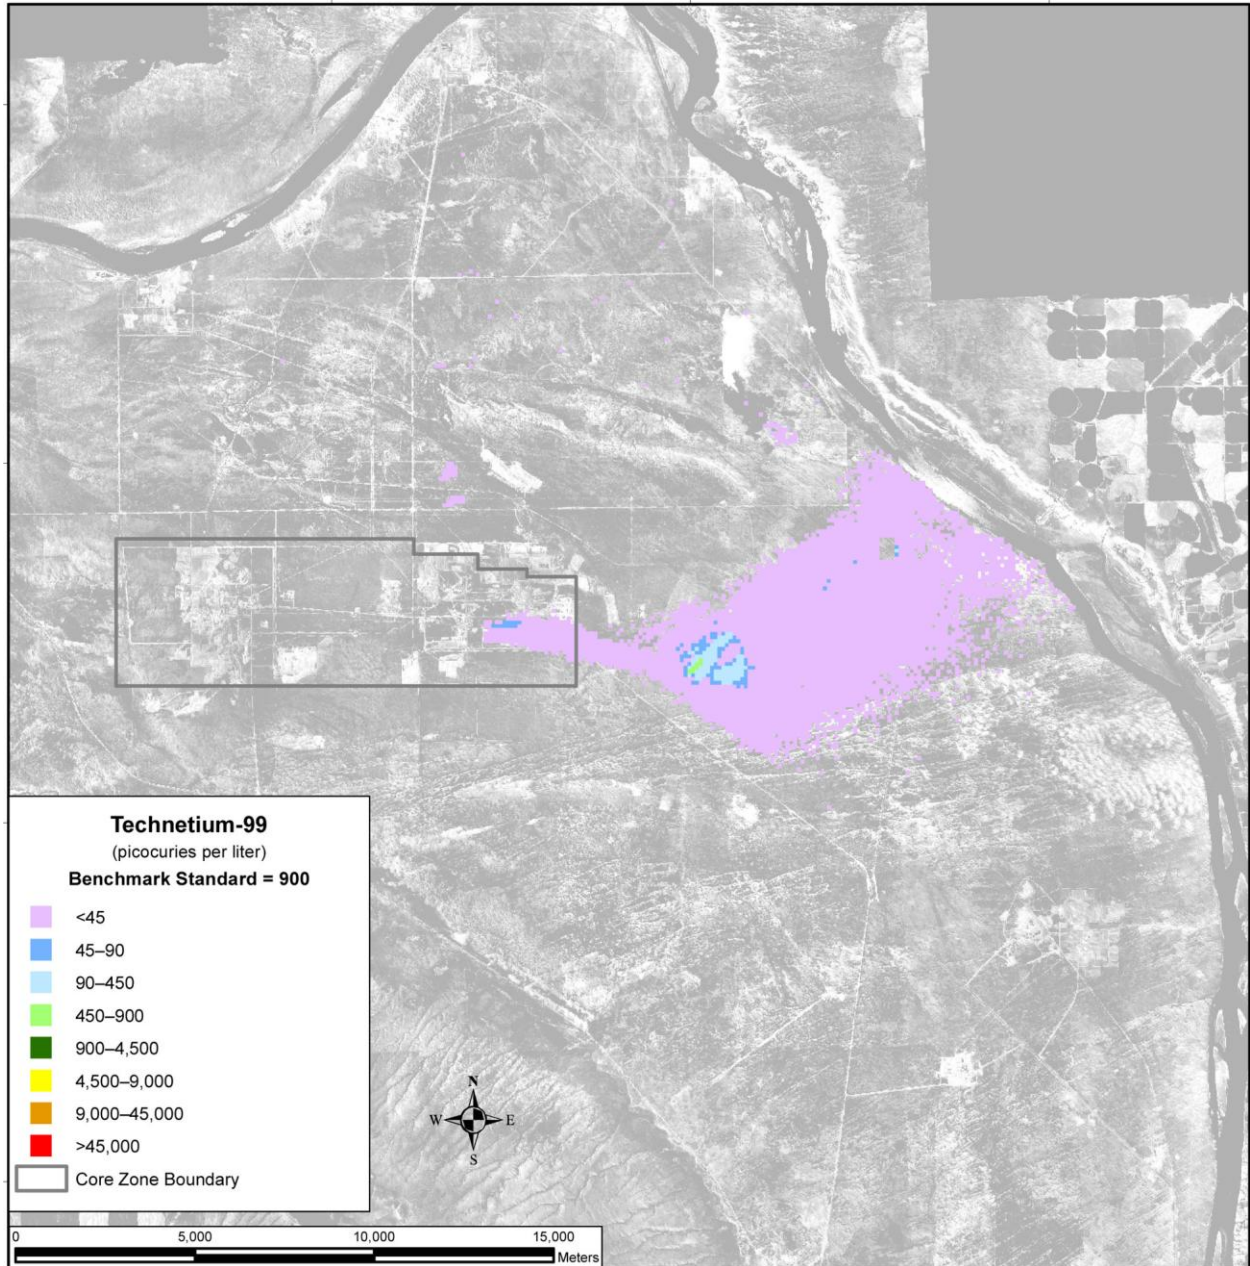 Technetium-99
(picocuries per liter)
Benchmark Standard = 900
<45
45–90
90–450
450–900
900–4,500
4,500–9,000
9,000–45,000
>45,000
Core Zone Boundary
N
W E
S
0 5,000 10,000 15,000
Meters